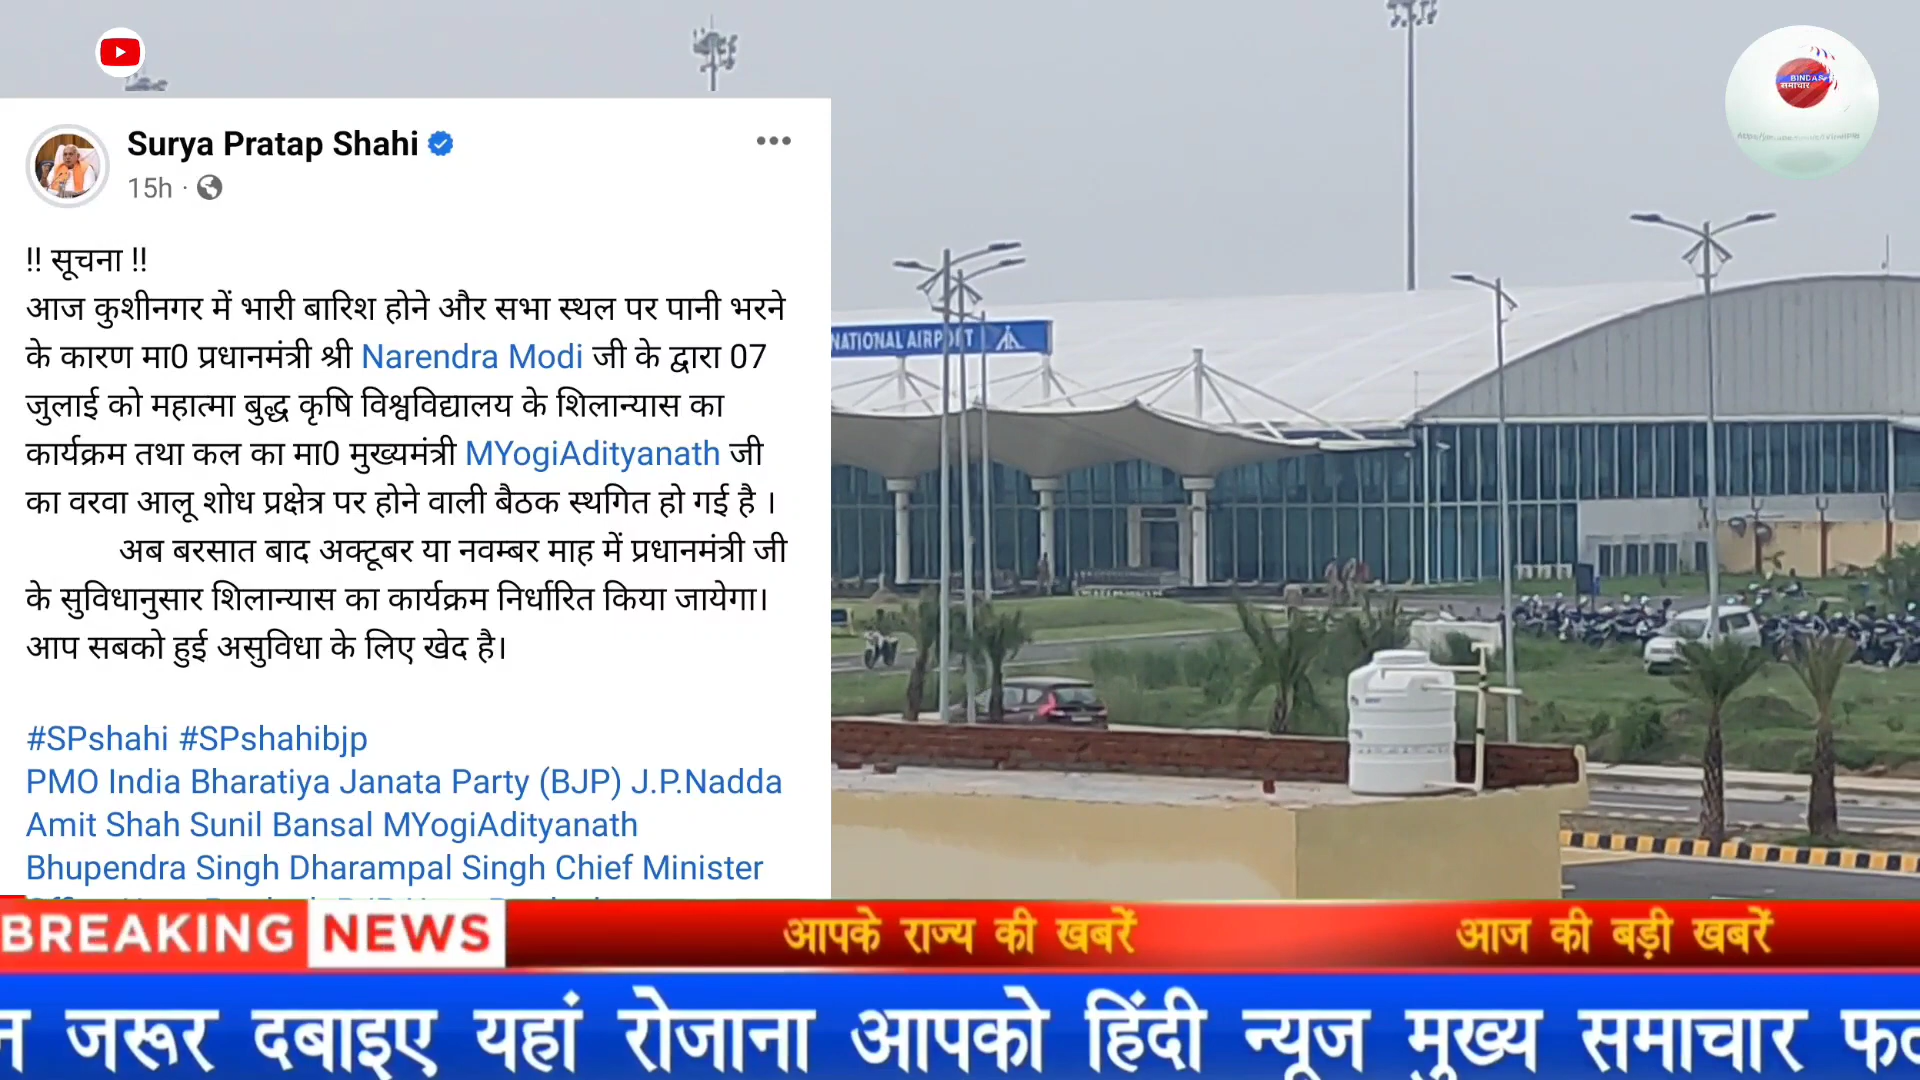 Surya Pratap Shahi
15h ·
!! सूचना !!
आज कुशीनगर में भारी बारिश होने और सभा स्थल पर पानी भरने
के कारण मा0 प्रधानमंत्री श्री Narendra Modi जी के द्वारा 07
जुलाई को महात्मा बुद्ध कृषि विश्वविद्यालय के शिलान्यास का
कार्यक्रम तथा कल का मा0 मुख्यमंत्री MYogiAdityanath जी
का वरवा आलू शोध प्रक्षेत्र पर होने वाली बैठक स्थगित हो गई है ।
अब बरसात बाद अक्टूबर या नवम्बर माह में प्रधानमंत्री जी
के सुविधानुसार शिलान्यास का कार्यक्रम निर्धारित किया जायेगा।
आप सबको हुई असुविधा के लिए खेद है।
#SPshahi #SPshahibjp
PMO India Bharatiya Janata Party (BJP) J.P.Nadda
Amit Shah Sunil Bansal MYogiAdityanath
Bhupendra Singh Dharampal Singh Chief Minister
BINDAS
समाचार
NATIONAL AIRPORT
BREAKING NEWS
आपके राज्य की खबरें
आज की बड़ी खबरें
न जरूर दबाइए यहां रोजाना आपको हिंदी न्यूज मुख्य समाचार